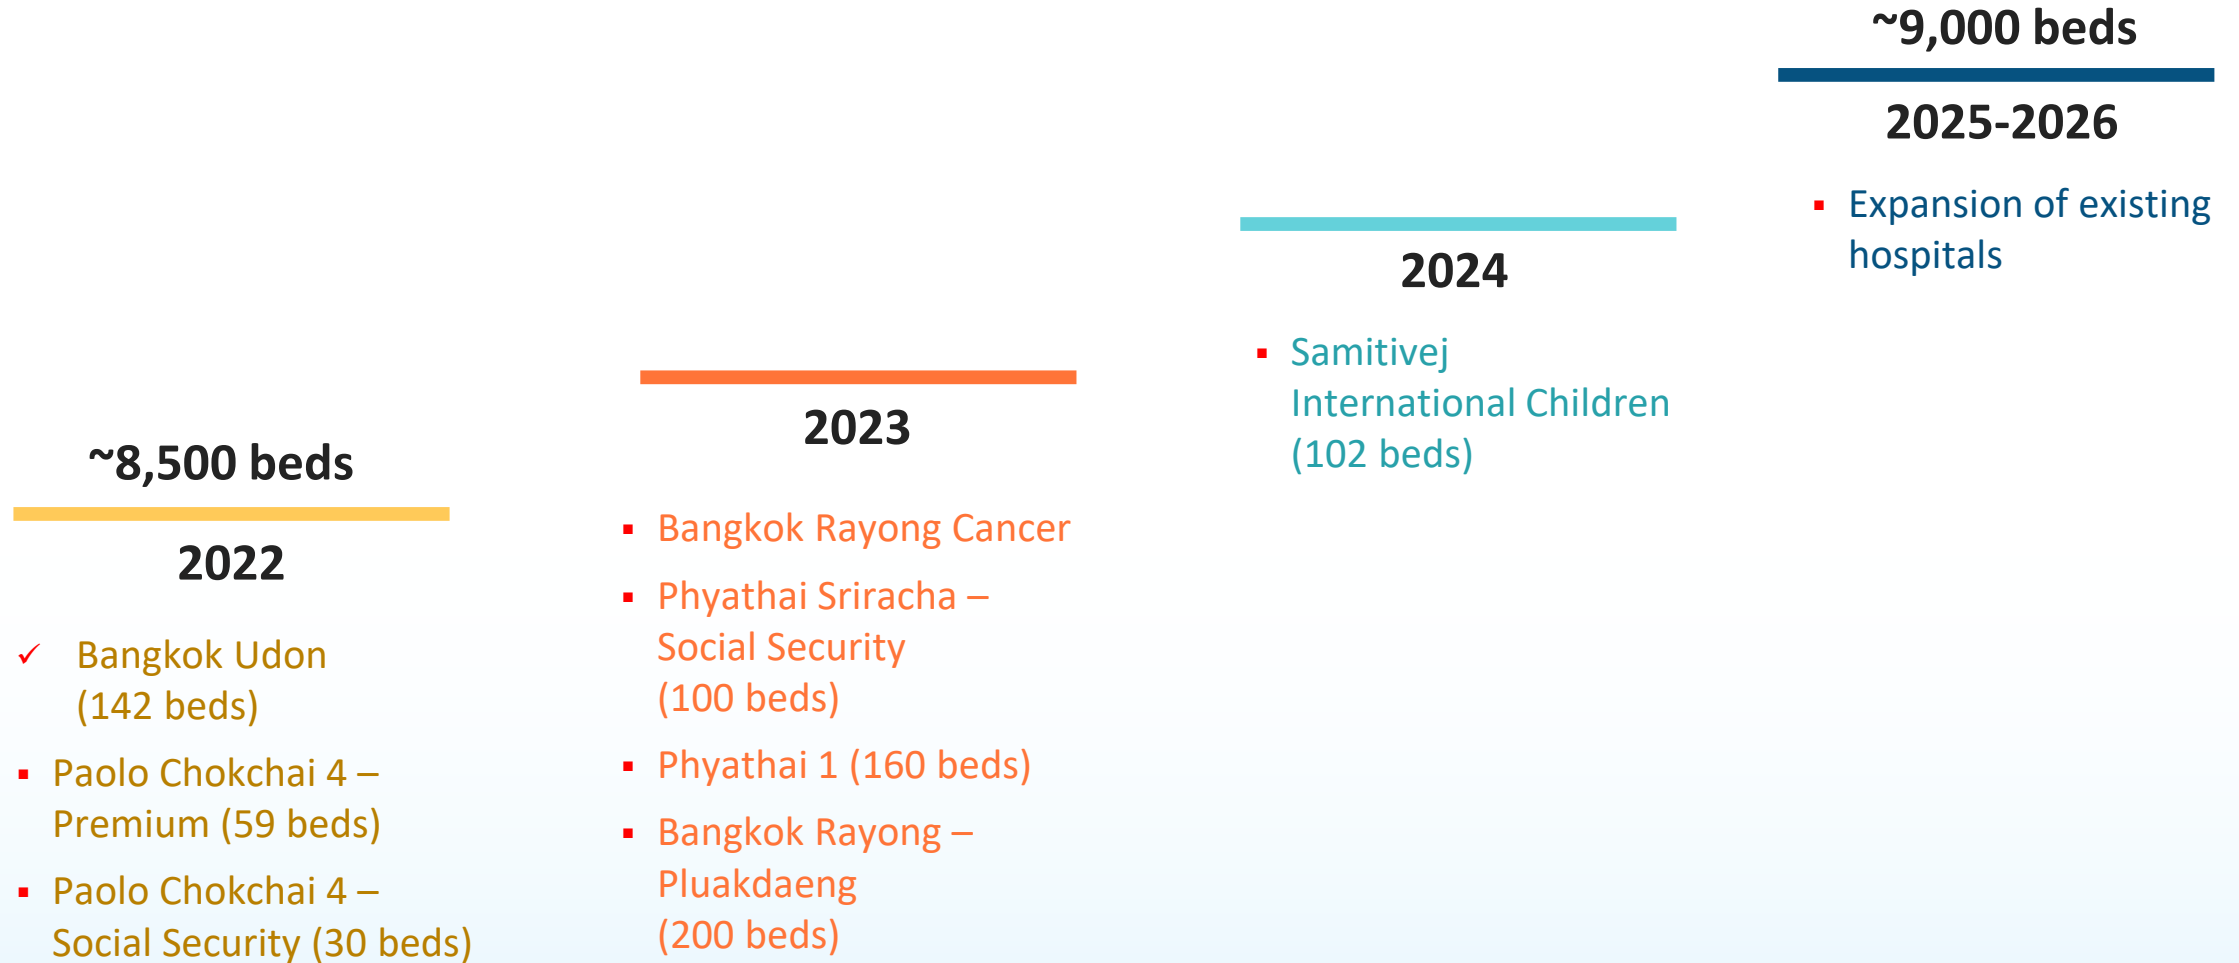 ~8,500 beds
2022
✓ Bangkok Udon
(142 beds)
▪ Paolo Chokchai 4 –
Premium (59 beds)
▪ Paolo Chokchai 4 –
Social Security (30 beds)
2023
▪ Bangkok Rayong Cancer
▪ Phyathai Sriracha –
Social Security
(100 beds)
▪ Phyathai 1 (160 beds)
▪ Bangkok Rayong –
Pluakdaeng
(200 beds)
2024
▪ Samitivej
International Children
(102 beds)
~9,000 beds
2025-2026
▪ Expansion of existing
hospitals